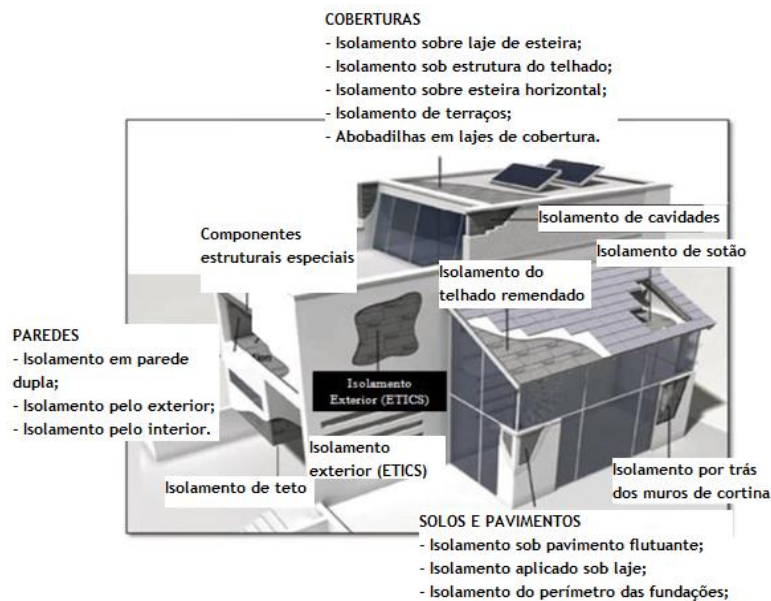 COBERTURAS
- Isolamento sobre laje de esteira;
- Isolamento sob estrutura do telhado;
- Isolamento sobre esteira horizontal;
- Isolamento de terraços;
- Abobadilhas em lajes de cobertura.
Isolamento de cavidades
Componentes
estruturais especiais
Isolamento de sotão
Isolamento do
telhado remendado
PAREDES
- Isolamento em parede
dupla;
- Isolamento pelo exterior;
- Isolamento pelo interior.
Isolamento
Exterior (ETICS)
Isolamento
exterior (ETICS)
Isolamento de teto
Isolamento por trás
dos muros de cortina
SOLOS E PAVIMENTOS
- Isolamento sob pavimento flutuante;
- Isolamento aplicado sob laje;
- Isolamento do perímetro das fundações;